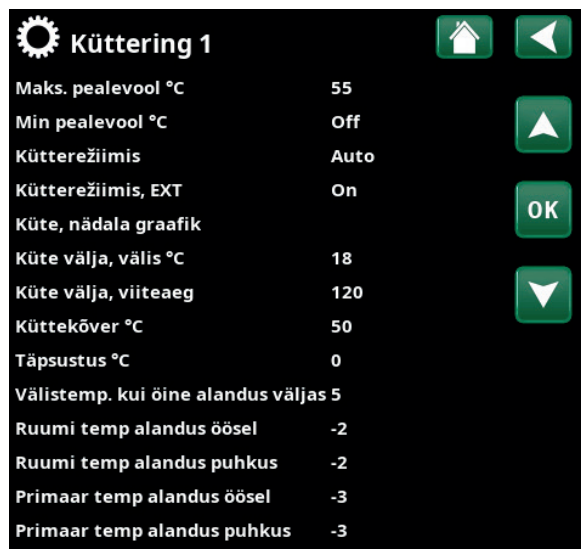 Küttering 1
Maks. pealevool °C 55
Min pealevool °C Off
Kütterežiimis Auto
Kütterežiimis, EXT On
Küte, nädala graafik
OK
Küte välja, välis °C 18
Küte välja, viiteaeg 120
Küttekõver °C 50
Täpsustus °C 0
Välistemp. kui öine alandus väljas 5
Ruumi temp alandus öösel -2
Ruumi temp alandus puhkus -2
Primaar temp alandus öösel -3
Primaar temp alandus puhkus -3